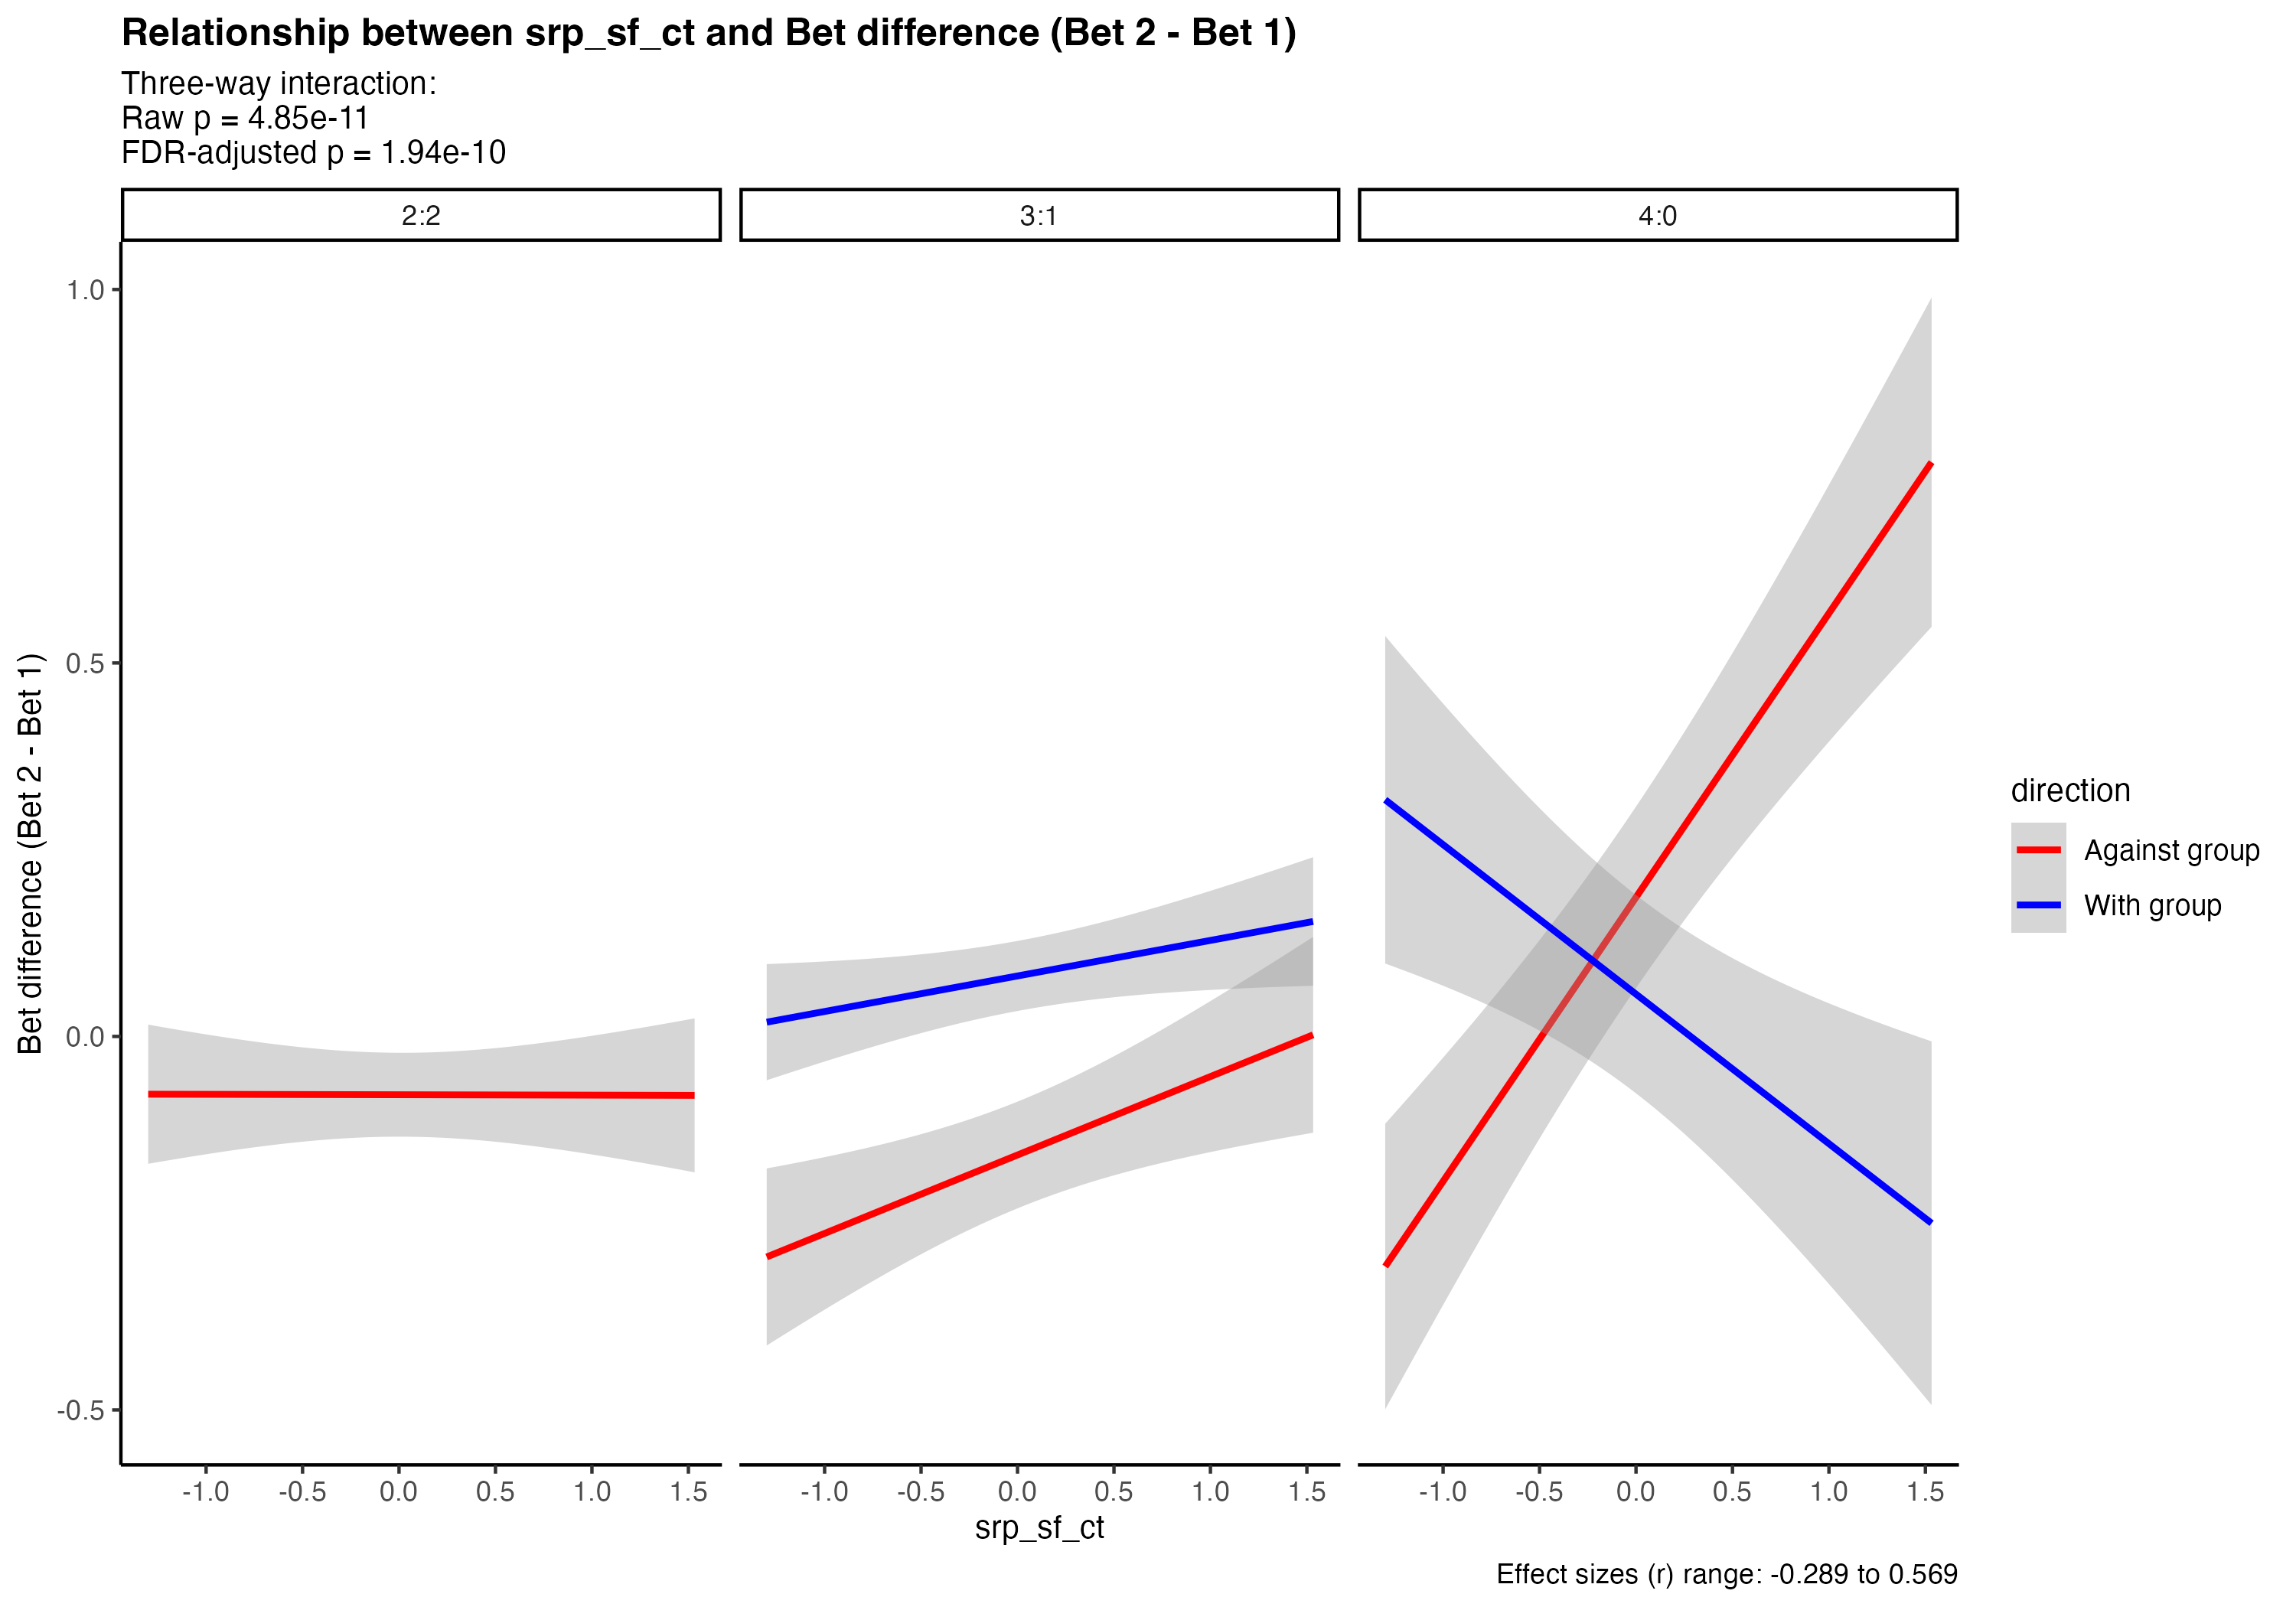 Relationship between srp_sf_ct and Bet difference (Bet 2 - Bet 1)
Three-way interaction:
Raw p = 4.85e-11
FDR-adjusted p = 1.94e-10
2:2
3:1
4:0
Bet difference (Bet 2 - Bet 1)
1.0
0.5
0.0
-0.5
-1.0 -0.5 0.0 0.5 1.0 1.5
-1.0 -0.5 0.0 0.5 1.0 1.5
-1.0 -0.5 0.0 0.5 1.0 1.5
srp_sf_ct
direction
Against group
With group
Effect sizes (r) range: -0.289 to 0.569